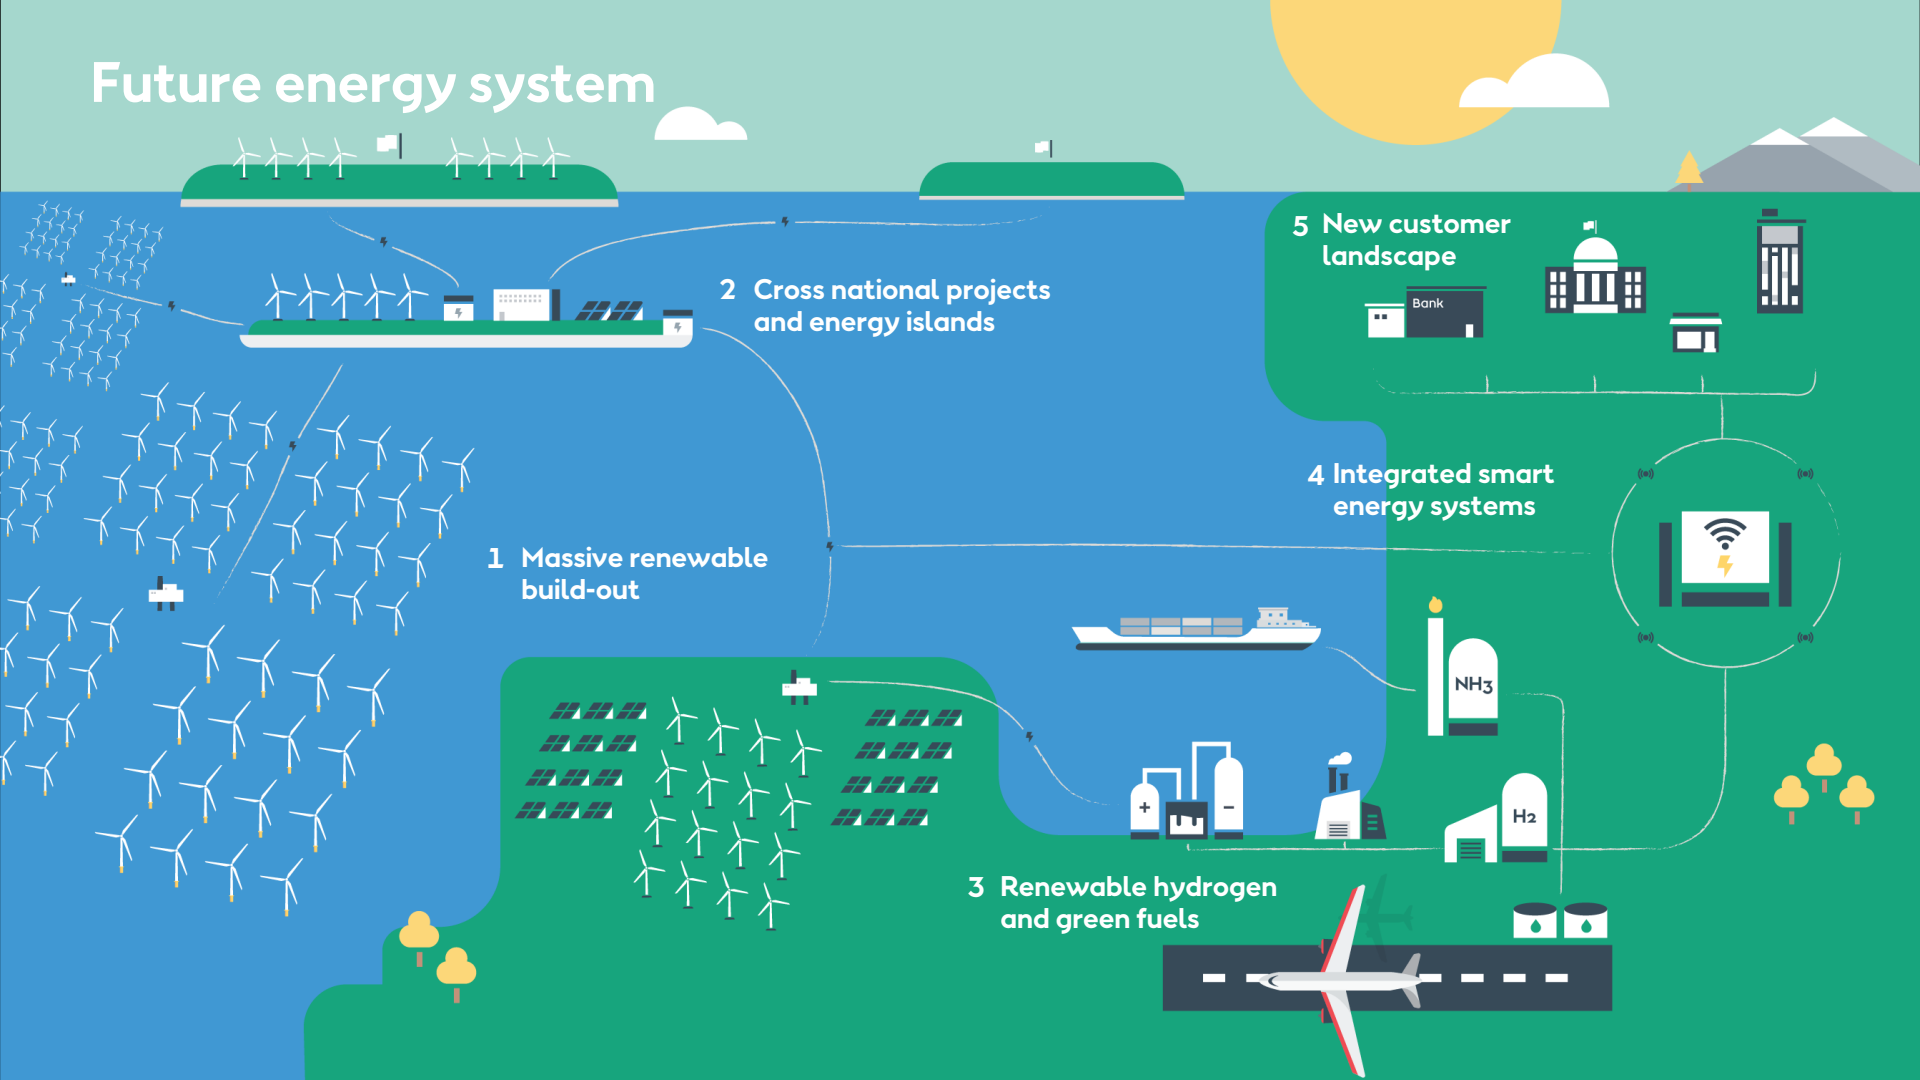 Future energy system
5 New customer
landscape
Bank
2 Cross national projects
and energy islands
4 Integrated smart
energy systems
1 Massive renewable
build-out
NH3
+ −
H2
3 Renewable hydrogen
and green fuels